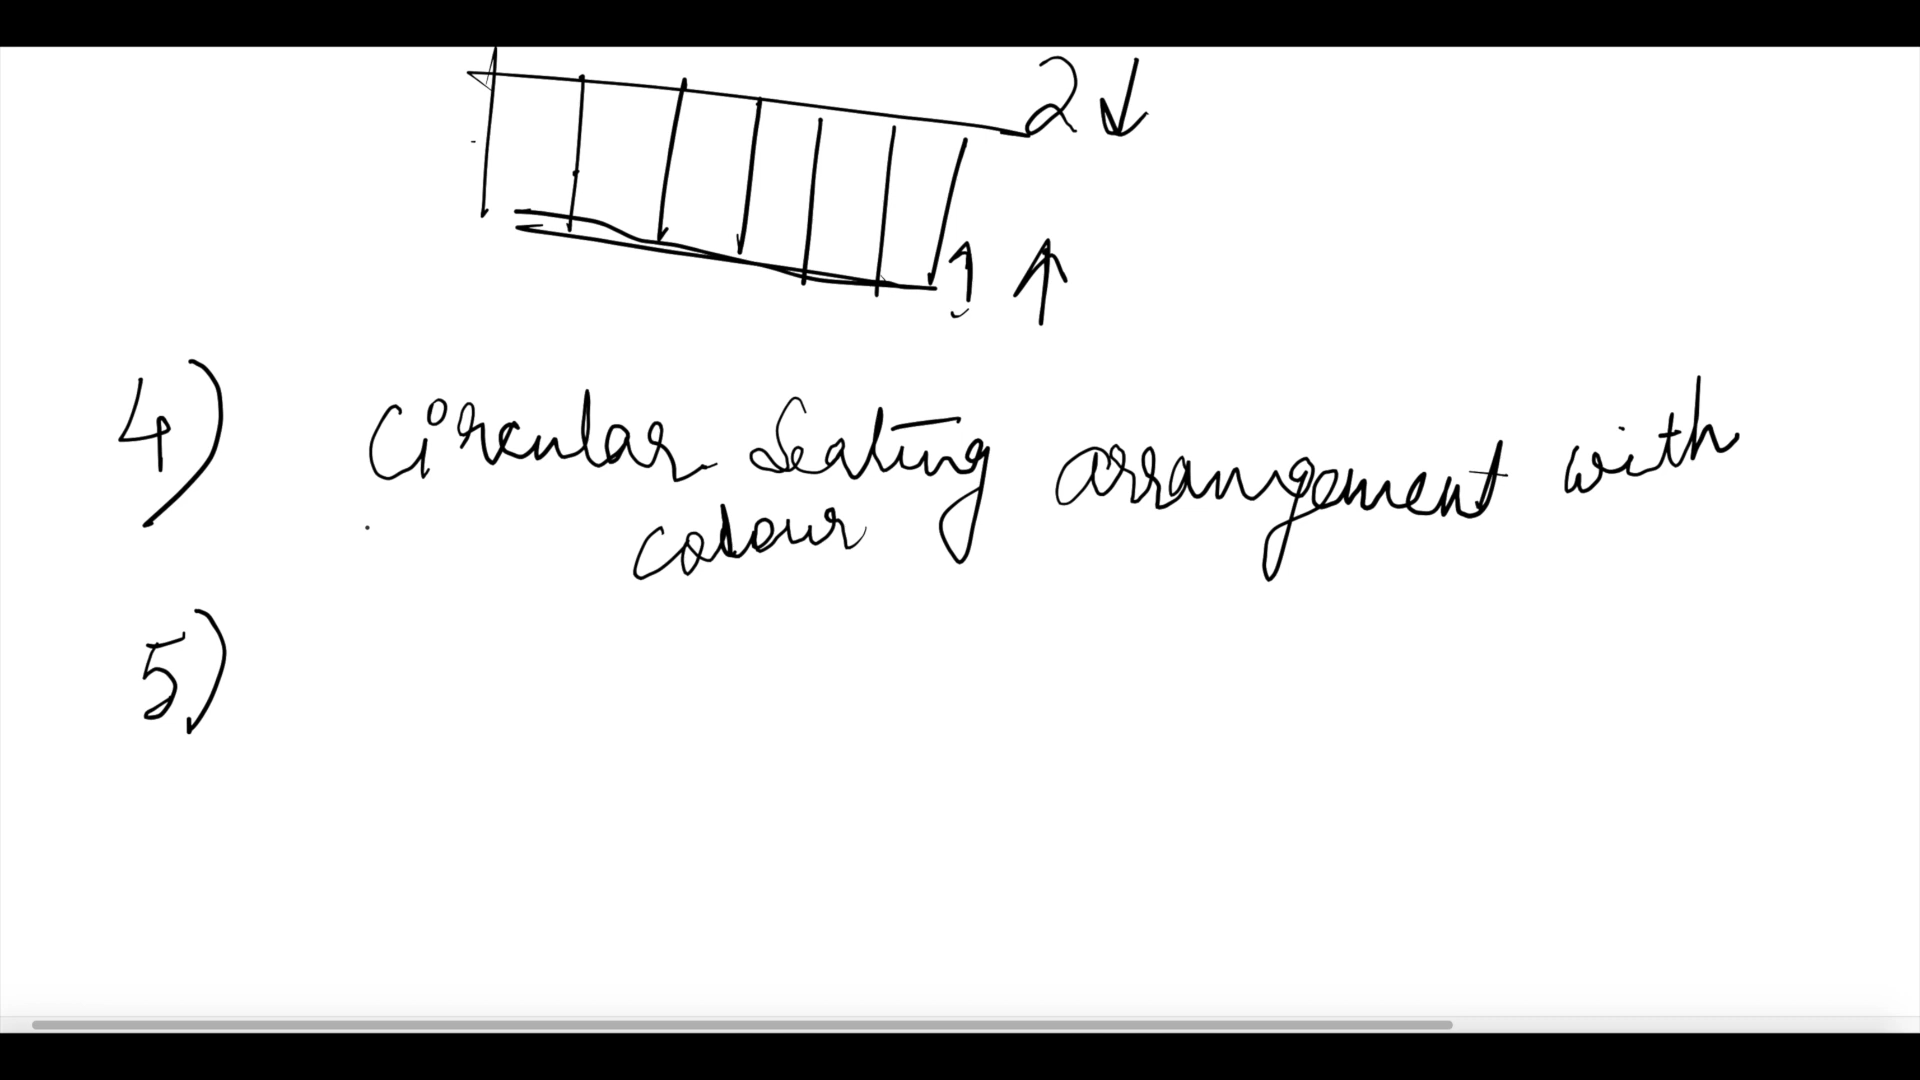 2 ↓
1 ↑
4) Circular Seating arrangement with
colour
5)